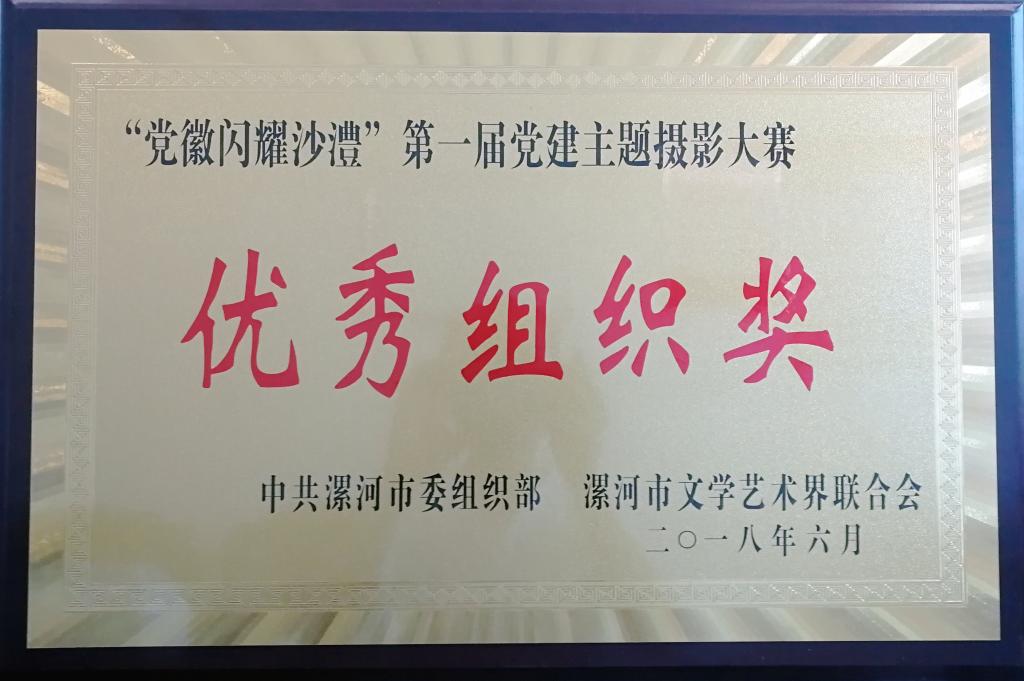 “党徽闪耀沙澧”第一届党建主题摄影大赛
优秀组织奖
中共漯河市委组织部 漯河市文学艺术界联合会
二〇一八年六月